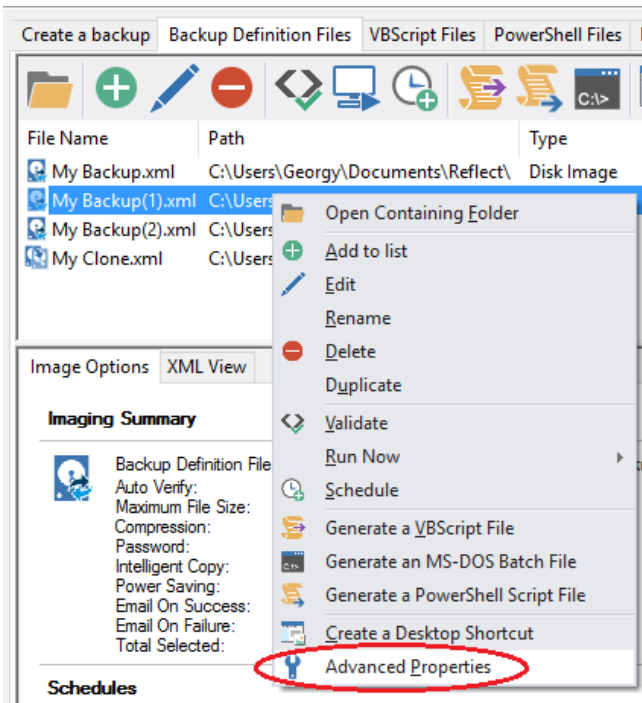 Create a backup Backup Definition Files VBScript Files PowerShell Files
C:\>
File Name Path Type
My Backup.xml C:\Users\Georgy\Documents\Reflect\ Disk Image
My Backup(1).xml C:\Users
My Backup(2).xml C:\Users
My Clone.xml C:\Users
Open Containing Folder
Add to list
Edit
Rename
Delete
Duplicate
Validate
Run Now
Schedule
Generate a VBScript File
Generate an MS-DOS Batch File
Generate a PowerShell Script File
Create a Desktop Shortcut
Advanced Properties
Image Options XML View
Imaging Summary
Backup Definition File
Auto Verify:
Maximum File Size:
Compression:
Password:
Intelligent Copy:
Power Saving:
Email On Success:
Email On Failure:
Total Selected:
Schedules